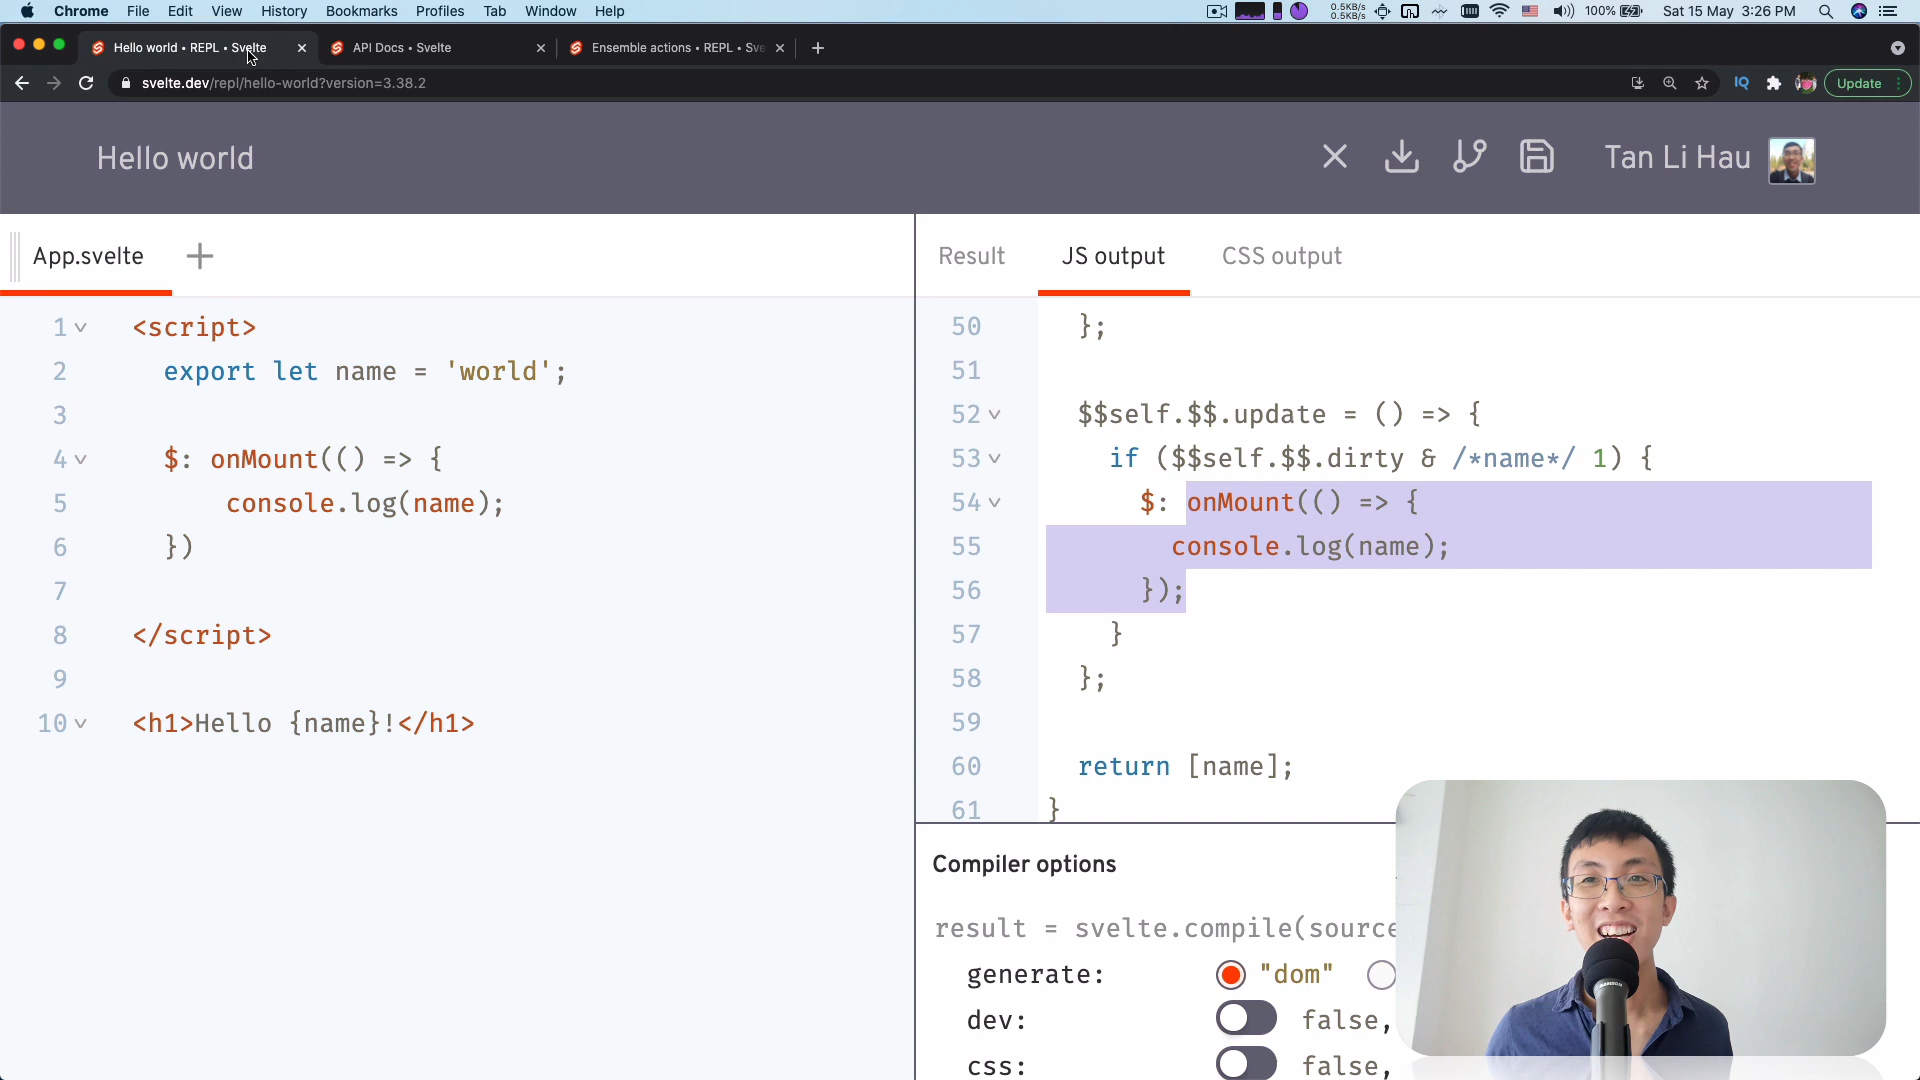 Chrome File Edit View History Bookmarks Profiles Tab Window Help 0.5KB/s 0.5KB/s 100% Sat 15 May 3:26 PM
Hello world • REPL • Svelte API Docs • Svelte Ensemble actions • REPL • Sve
svelte.dev/repl/hello-world?version=3.38.2 IQ Update
Hello world Tan Li Hau
App.svelte
1 <script>
2 export let name = 'world';
3
4 $: onMount(() => {
5 console.log(name);
6 })
7
8 </script>
9
10 <h1>Hello {name}!</h1>
Result JS output CSS output
50 };
51
52 $$self.$$.update = () => {
53 if ($$self.$$.dirty & /*name*/ 1) {
54 $: onMount(() => {
55 console.log(name);
56 });
57 }
58 };
59
60 return [name];
61 }
Compiler options
result = svelte.compile(source
generate: "dom"
dev: false,
css: false,